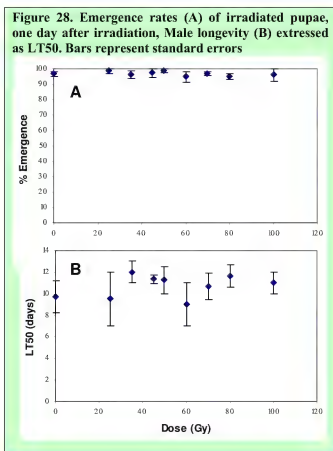 Figure 28. Emergence rates (A) of irradiated pupae,
one day after irradiation, Male longevity (B) extressed
as LT50. Bars represent standard errors
A
% Emergence
100
90
80
70
60
50
40
30
20
10
0
0 20 40 60 80 100 120
B
LT50 (days)
14
12
10
8
6
4
2
0
0 20 40 60 80 100 120
Dose (Gy)